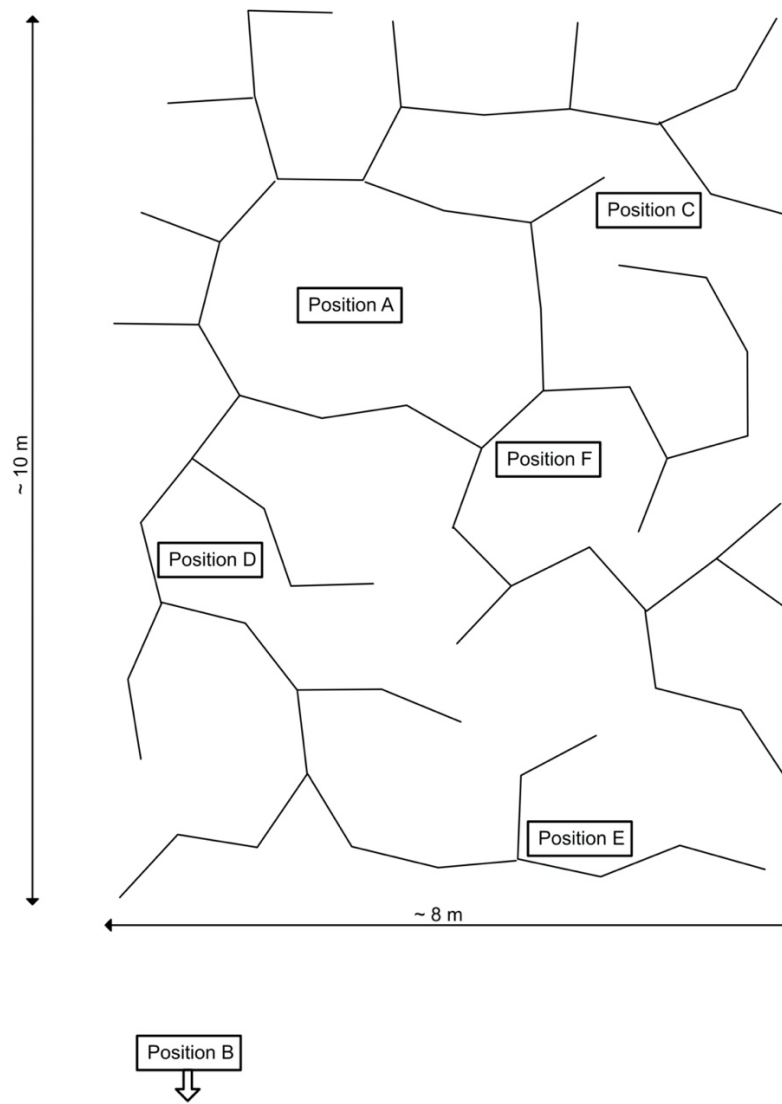 Position C
Position A
~ 10 m
Position F
Position D
Position E
~ 8 m
Position B